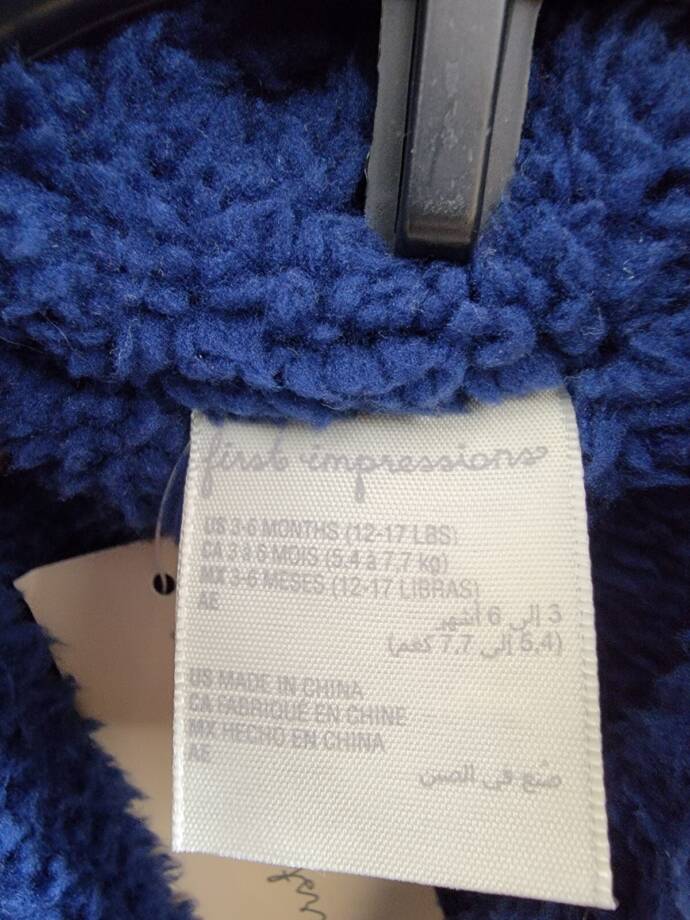 first impressions
US 3-6 MONTHS (12-17 LBS)
CA 3 à 6 MOIS (5,4 à 7,7 kg)
MX 3-6 MESES (12-17 LIBRAS)
AE
3 إلى 6 أشهر
(5,4 إلى 7.7 كغم)
US MADE IN CHINA
CA FABRIQUÉ EN CHINE
MX HECHO EN CHINA
AE
صُنع في الصين